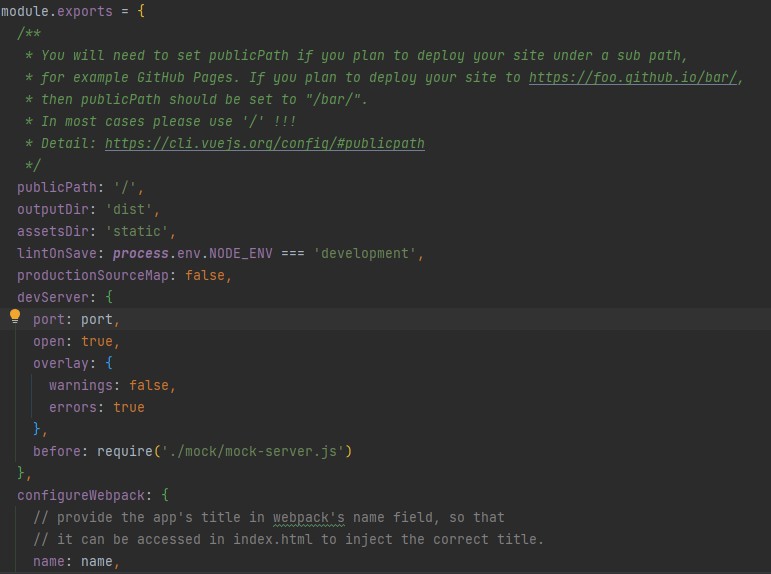 module.exports = {
  /**
   * You will need to set publicPath if you plan to deploy your site under a sub path,
   * for example GitHub Pages. If you plan to deploy your site to https://foo.github.io/bar/,
   * then publicPath should be set to "/bar/".
   * In most cases please use '/' !!!
   * Detail: https://cli.vuejs.org/config/#publicpath
   */
  publicPath: '/',
  outputDir: 'dist',
  assetsDir: 'static',
  lintOnSave: process.env.NODE_ENV === 'development',
  productionSourceMap: false,
  devServer: {
    port: port,
    open: true,
    overlay: {
      warnings: false,
      errors: true
    },
    before: require('./mock/mock-server.js')
  },
  configureWebpack: {
    // provide the app's title in webpack's name field, so that
    // it can be accessed in index.html to inject the correct title.
    name: name,